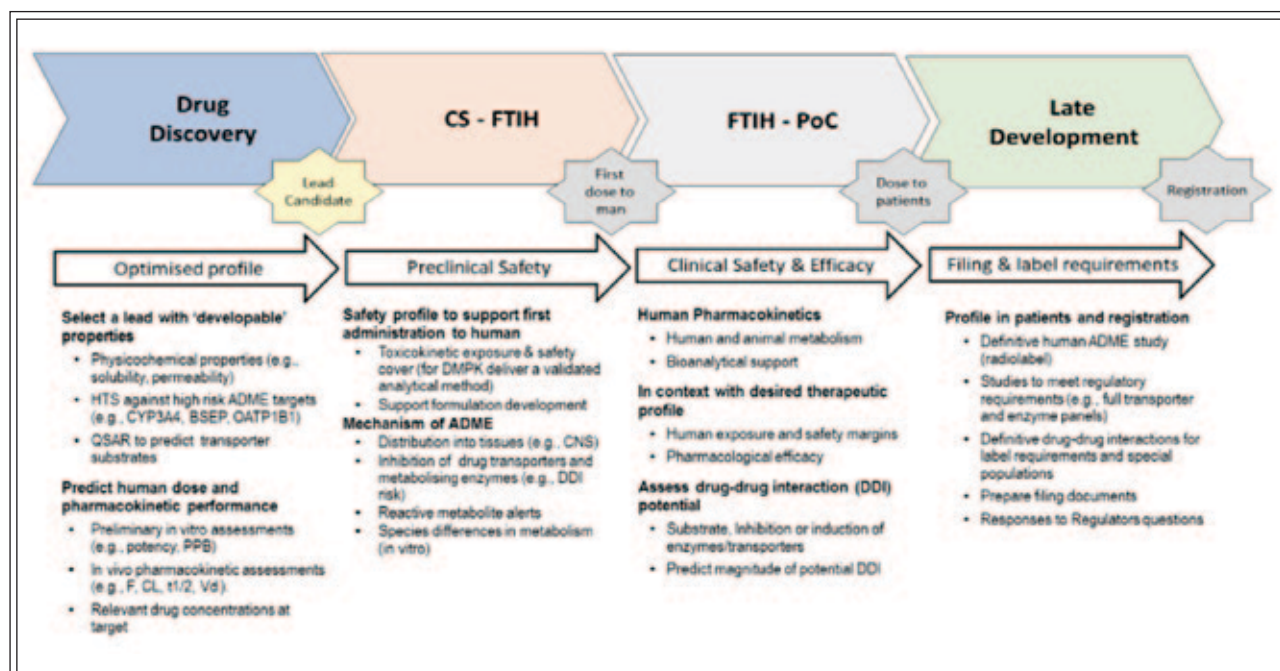 Drug
Discovery
CS - FTIH
FTIH - PoC
Late
Development
Lead
Candidate
First
dose to
man
Dose to
patients
Registration
Optimised profile
Preclinical Safety
Clinical Safety & Efficacy
Filing & label requirements
Select a lead with ‘developable’
properties
• Physicochemical properties (e.g.,
solubility, permeability)
• HTS against high risk ADME targets
(e.g., CYP3A4, BSEP, OATP1B1)
• QSAR to predict transporter
substrates
Predict human dose and
pharmacokinetic performance
• Preliminary in vitro assessments
(e.g., potency, PPB)
• In vivo pharmacokinetic assessments
(e.g., F, CL, t1/2, Vd).
• Relevant drug concentrations at
target
Safety profile to support first
administration to human
• Toxicokinetic exposure & safety
cover (for DMPK deliver a validated
analytical method)
• Support formulation development
Mechanism of ADME
• Distribution into tissues (e.g., CNS)
• Inhibition of drug transporters and
metabolising enzymes (e.g., DDI
risk)
• Reactive metabolite alerts
• Species differences in metabolism
(in vitro)
Human Pharmacokinetics
• Human and animal metabolism
• Bioanalytical support
In context with desired therapeutic
profile
• Human exposure and safety margins
• Pharmacological efficacy
Assess drug-drug interaction (DDI)
potential
• Substrate, Inhibition or induction of
enzymes/transporters
• Predict magnitude of potential DDI
Profile in patients and registration
• Definitive human ADME study
(radiolabel)
• Studies to meet regulatory
requirements (e.g., full transporter
and enzyme panels)
• Definitive drug-drug interactions for
label requirements and special
populations
• Prepare filing documents
• Responses to Regulators questions